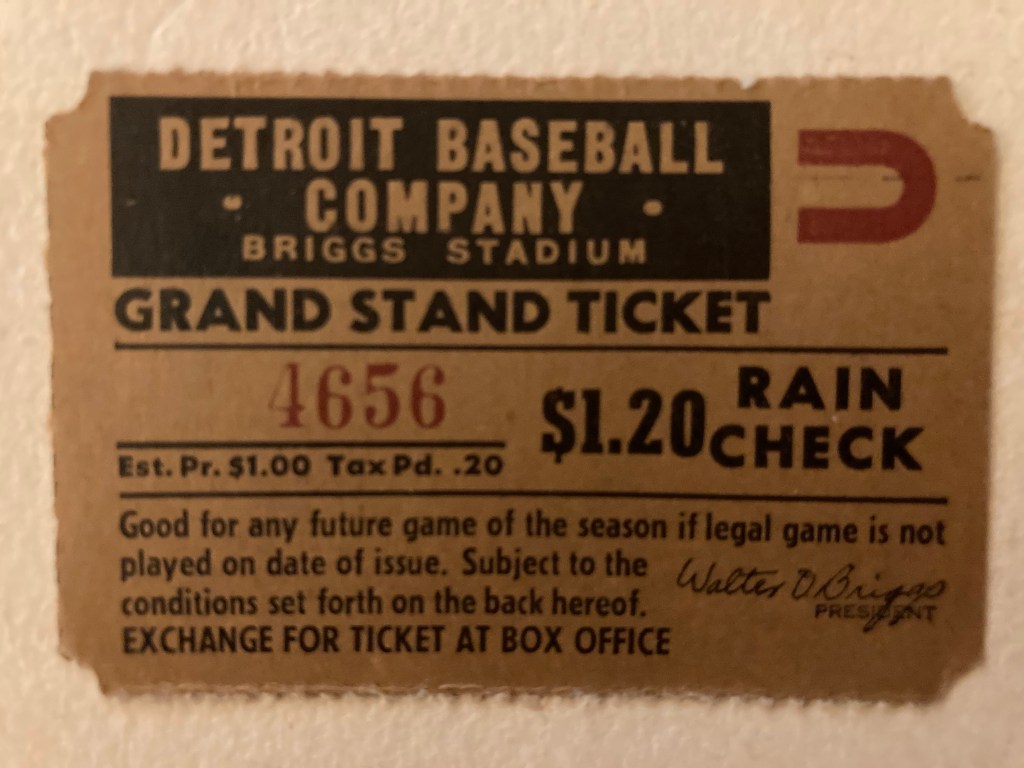 DETROIT BASEBALL
· COMPANY ·
BRIGGS STADIUM
U
GRAND STAND TICKET
4656
$1.20
RAIN
CHECK
Est. Pr. $1.00 Tax Pd. .20
Good for any future game of the season if legal game is not
played on date of issue. Subject to the
conditions set forth on the back hereof.
EXCHANGE FOR TICKET AT BOX OFFICE
Walter O. Briggs
PRESIDENT